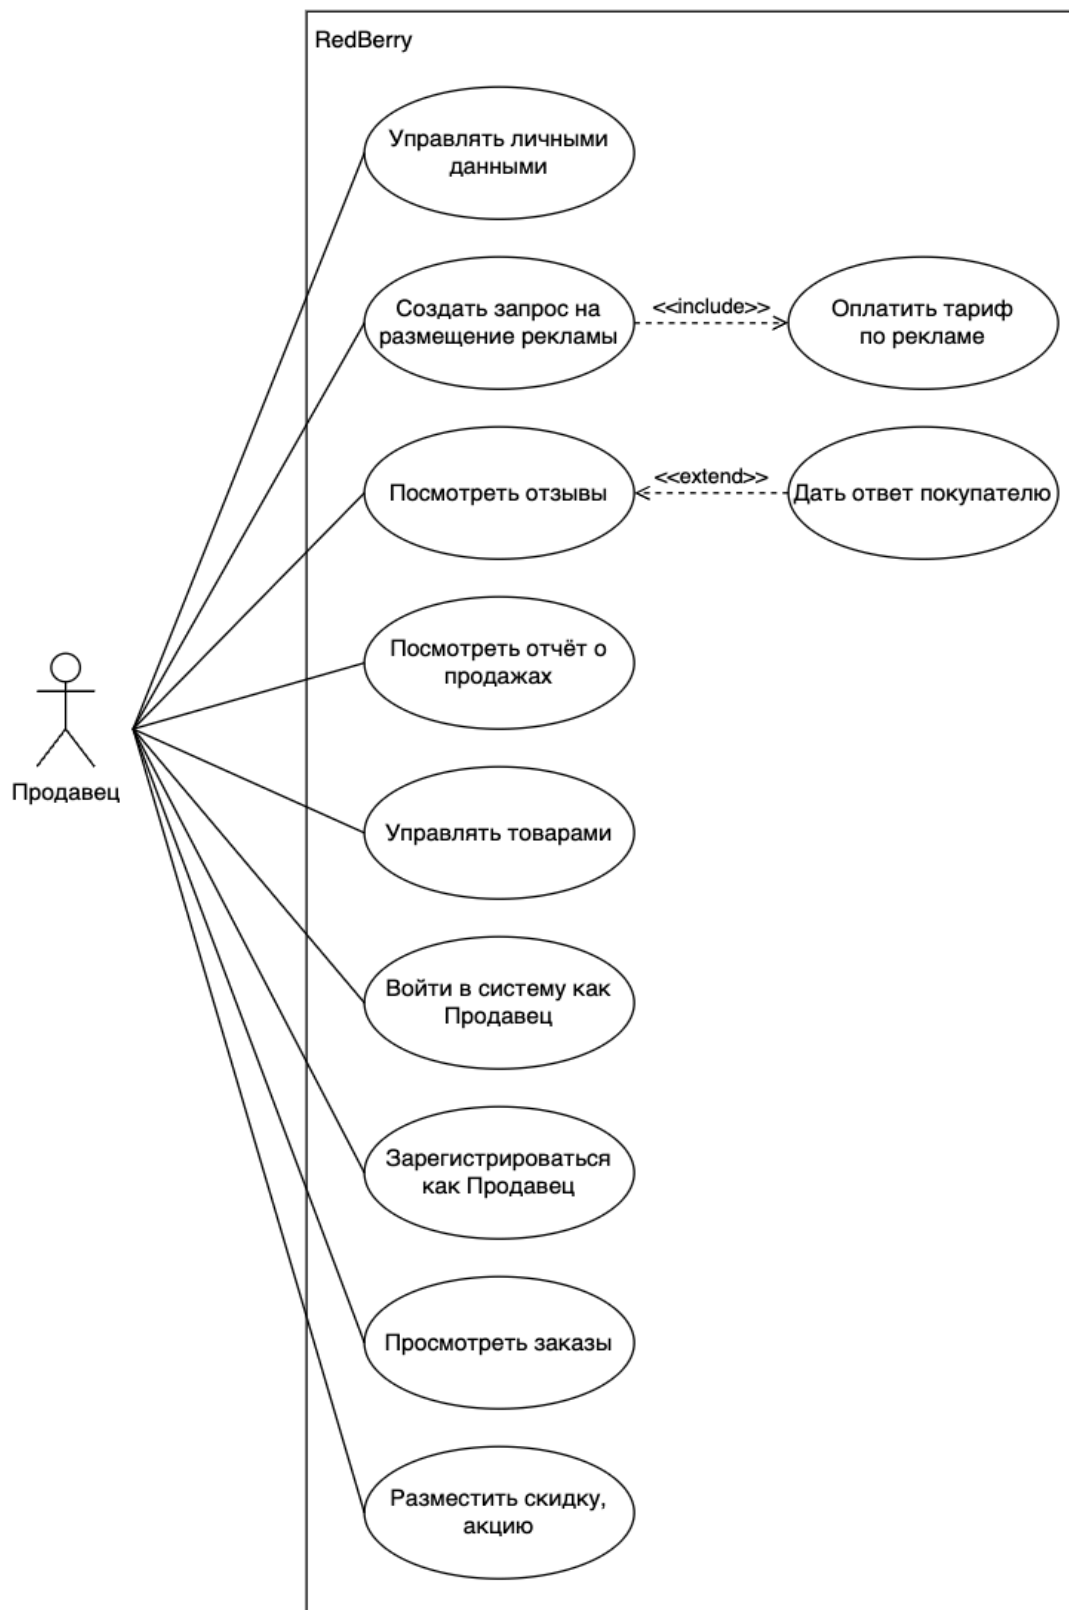 RedBerry
Управлять личными
данными
Создать запрос на
размещение рекламы
<<include>>
Оплатить тариф
по рекламе
Посмотреть отзывы
<<extend>>
Дать ответ покупателю
Посмотреть отчёт о
продажах
Продавец
Управлять товарами
Войти в систему как
Продавец
Зарегистрироваться
как Продавец
Просмотреть заказы
Разместить скидку,
акцию